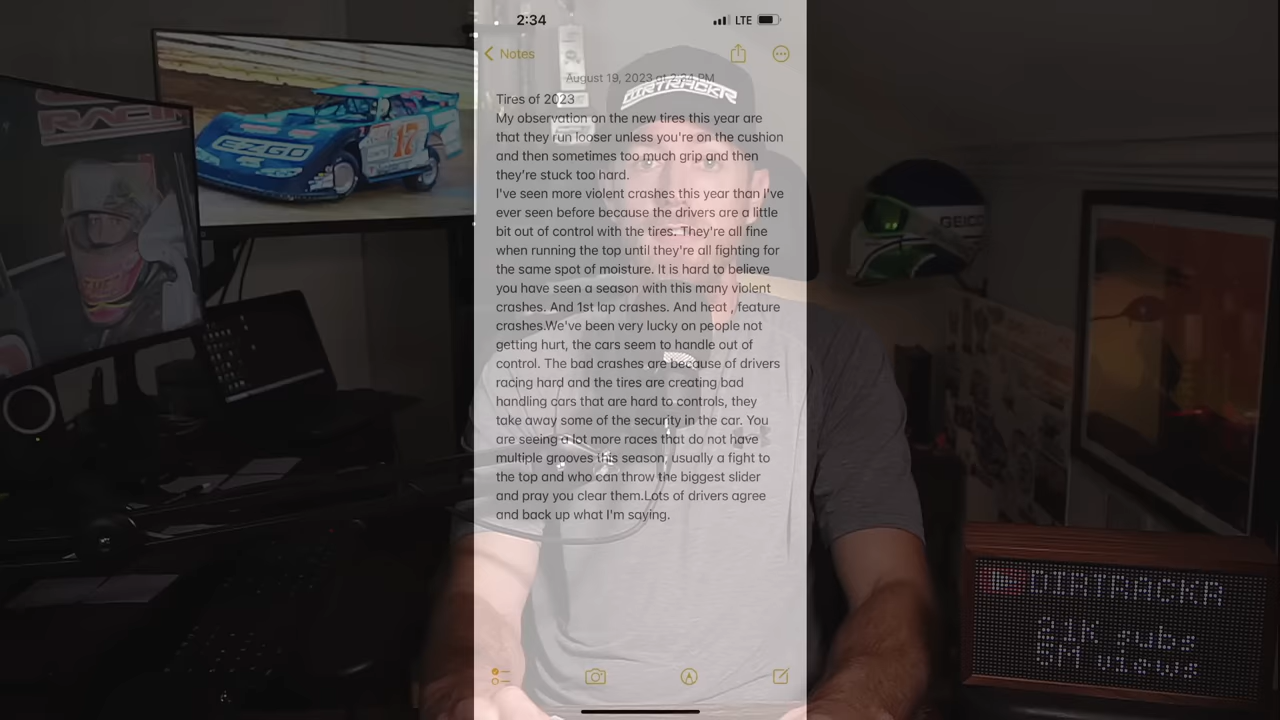 2:34
LTE
Notes
August 19, 2023 at 2:24 PM
Tires of 2023
My observation on the new tires this year are
that they run looser unless you're on the cushion
and then sometimes too much grip and then
they're stuck too hard.
I've seen more violent crashes this year than I've
ever seen before because the drivers are a little
bit out of control with the tires. They're all fine
when running the top until they're all fighting for
the same spot of moisture. It is hard to believe
you have seen a season with this many violent
crashes. And 1st lap crashes. And heat , feature
crashes.We've been very lucky on people not
getting hurt, the cars seem to handle out of
control. The bad crashes are because of drivers
racing hard and the tires are creating bad
handling cars that are hard to controls, they
take away some of the security in the car. You
are seeing a lot more races that do not have
multiple grooves this season, usually a fight to
the top and who can throw the biggest slider
and pray you clear them.Lots of drivers agree
and back up what I'm saying.
DIRTRACKR
RACIN
EZGO
17
GEICO
DIRTRACKR
21K subs
5M views